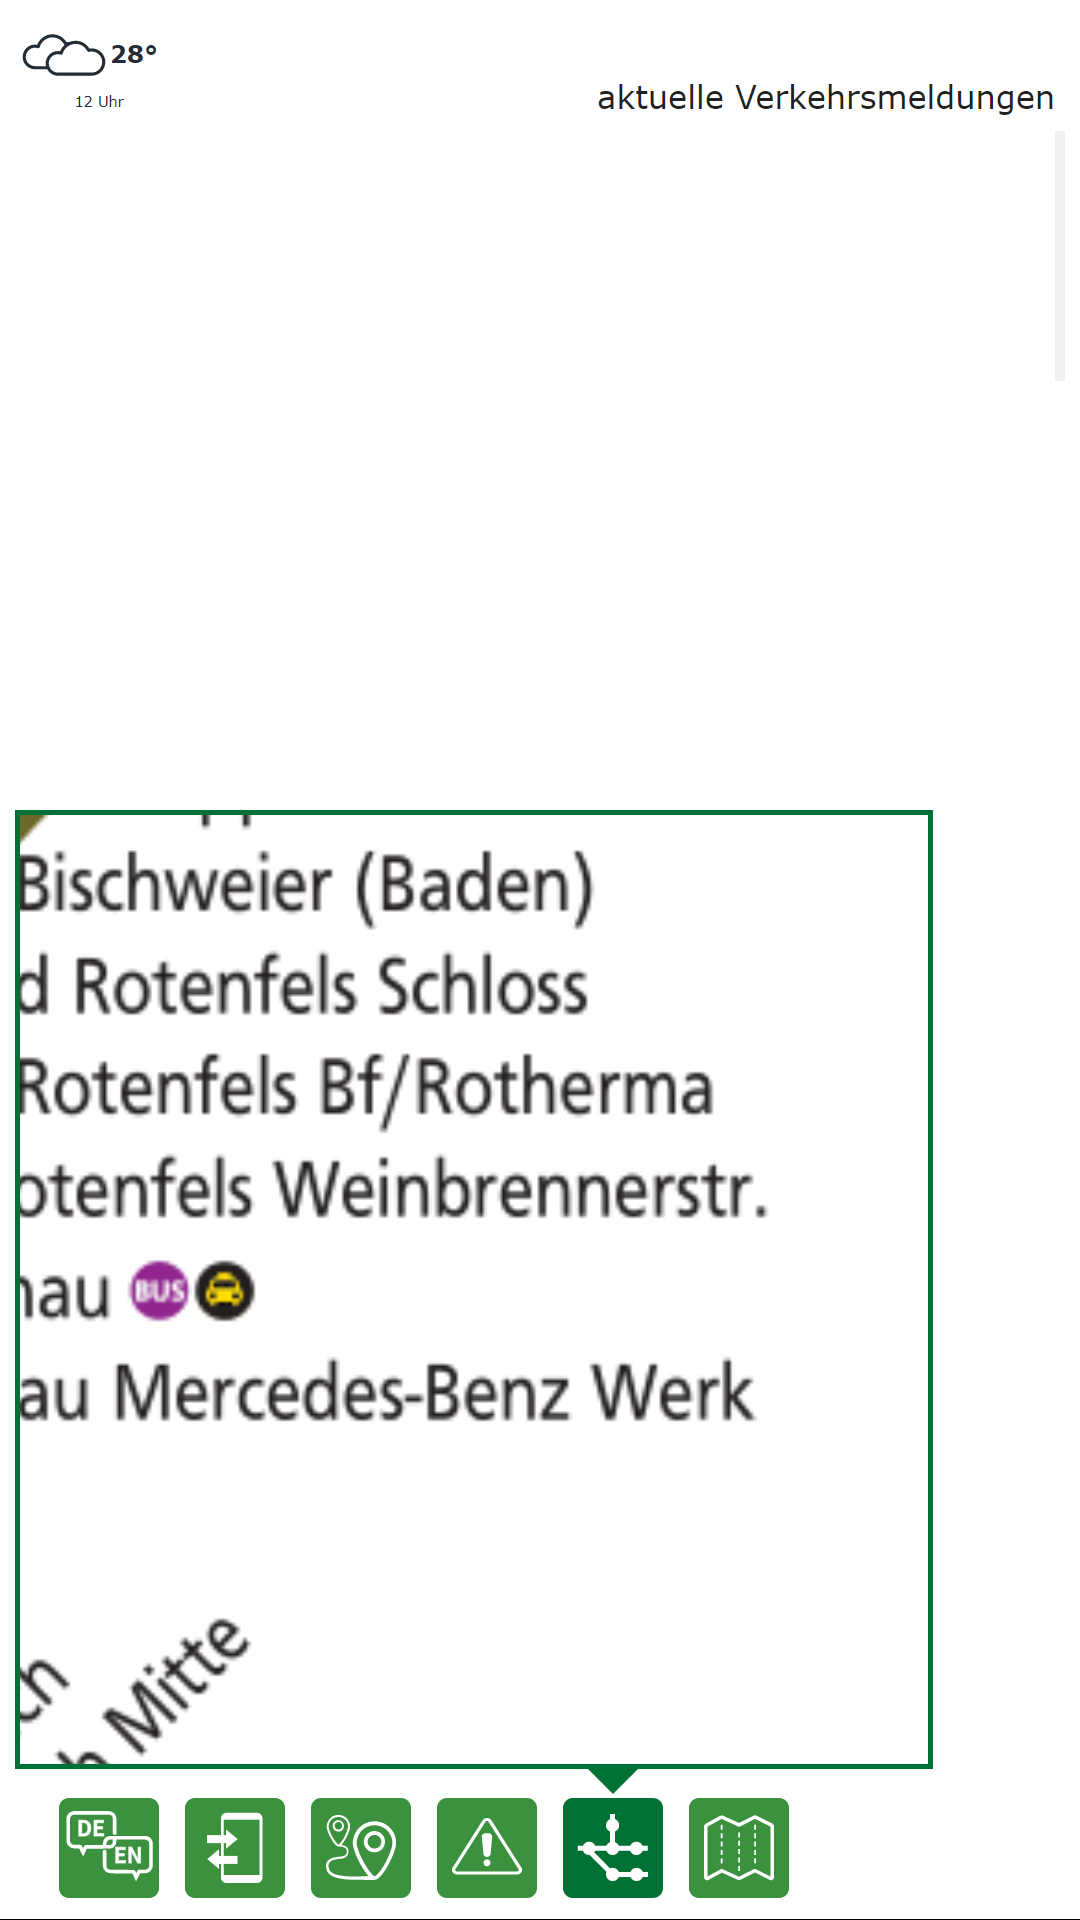 28°
12 Uhr
aktuelle Verkehrsmeldungen
Bischweier (Baden)
d Rotenfels Schloss
Rotenfels Bf/Rotherma
otenfels Weinbrennerstr.
au BUS
au Mercedes-Benz Werk
ch
Mitte
DE
EN